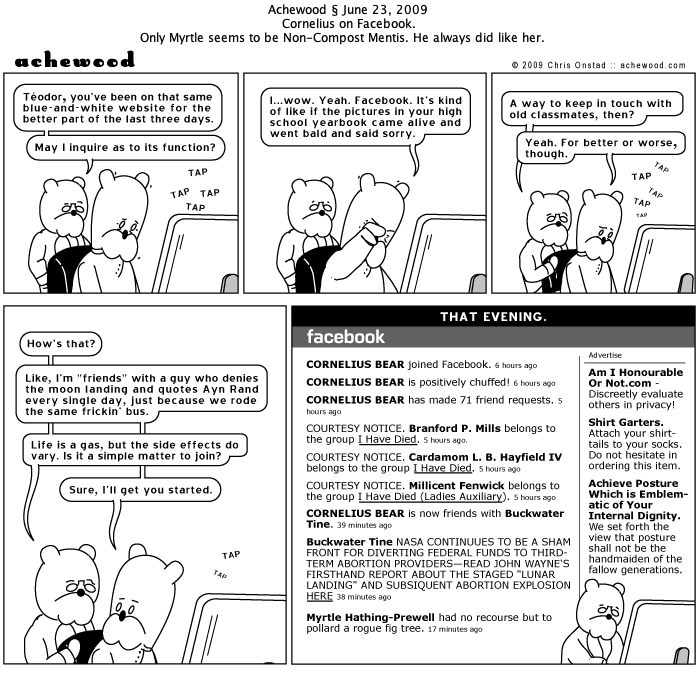 Achewood § June 23, 2009
Cornelius on Facebook.
Only Myrtle seems to be Non-Compost Mentis. He always did like her.
achewood
© 2009 Chris Onstad :: achewood.com
Téodor, you've been on that same
blue-and-white website for the
better part of the last three days.
May I inquire as to its function?
TAP
TAP
TAP
TAP
I...wow. Yeah. Facebook. It's kind
of like if the pictures in your high
school yearbook came alive and
went bald and said sorry.
A way to keep in touch with
old classmates, then?
Yeah. For better or worse,
though.
TAP
TAP
TAP
TAP
TAP
How's that?
Like, I'm "friends" with a guy who denies
the moon landing and quotes Ayn Rand
every single day, just because we rode
the same frickin' bus.
Life is a gas, but the side effects do
vary. Is it a simple matter to join?
Sure, I'll get you started.
TAP
TAP
THAT EVENING.
facebook
CORNELIUS BEAR joined Facebook. 6 hours ago
CORNELIUS BEAR is positively chuffed! 6 hours ago
CORNELIUS BEAR has made 71 friend requests. 5
hours ago
COURTESY NOTICE. Branford P. Mills belongs to
the group I Have Died. 5 hours ago.
COURTESY NOTICE. Cardamom L. B. Hayfield IV
belongs to the group I Have Died. 5 hours ago
COURTESY NOTICE. Millicent Fenwick belongs to
the group I Have Died (Ladies Auxiliary). 5 hours ago
CORNELIUS BEAR is now friends with Buckwater
Tine. 39 minutes ago
Buckwater Tine NASA CONTINUUES TO BE A SHAM
FRONT FOR DIVERTING FEDERAL FUNDS TO THIRD-
TERM ABORTION PROVIDERS—READ JOHN WAYNE'S
FIRSTHAND REPORT ABOUT THE STAGED "LUNAR
LANDING" AND SUBSIQUENT ABORTION EXPLOSION
HERE 38 minutes ago
Myrtle Hathing-Prewell had no recourse but to
pollard a rogue fig tree. 17 minutes ago
Advertise
Am I Honourable
Or Not.com -
Discreetly evaluate
others in privacy!
Shirt Garters.
Attach your shirt-
tails to your socks.
Do not hesitate in
ordering this item.
Achieve Posture
Which is Emblem-
atic of Your
Internal Dignity.
We set forth the
view that posture
shall not be the
handmaiden of the
fallow generations.